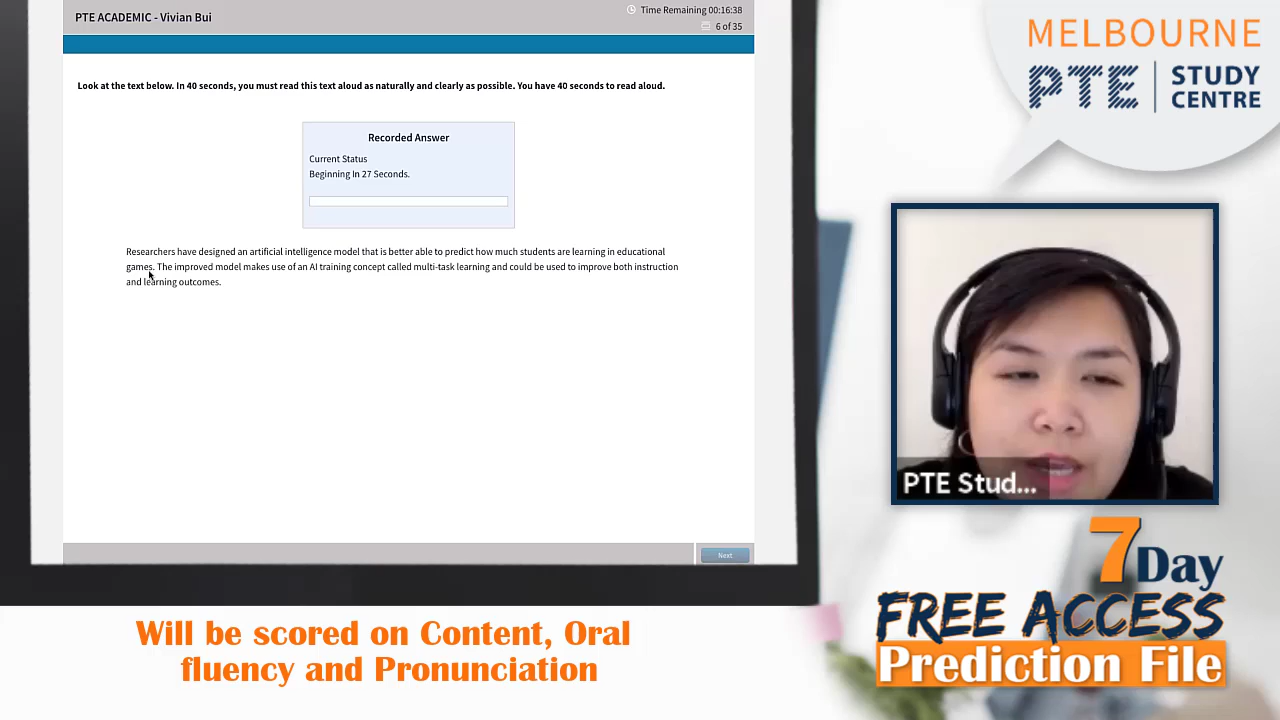 PTE ACADEMIC - Vivian Bui
Time Remaining 00:16:38
6 of 35
Look at the text below. In 40 seconds, you must read this text aloud as naturally and clearly as possible. You have 40 seconds to read aloud.
Recorded Answer
Current Status
Beginning In 27 Seconds.
Researchers have designed an artificial intelligence model that is better able to predict how much students are learning in educational
games. The improved model makes use of an AI training concept called multi-task learning and could be used to improve both instruction
and learning outcomes.
Next
MELBOURNE
PTE STUDY
CENTRE
PTE Stud...
7 Day
FREE ACCESS
Prediction File
Will be scored on Content, Oral
fluency and Pronunciation